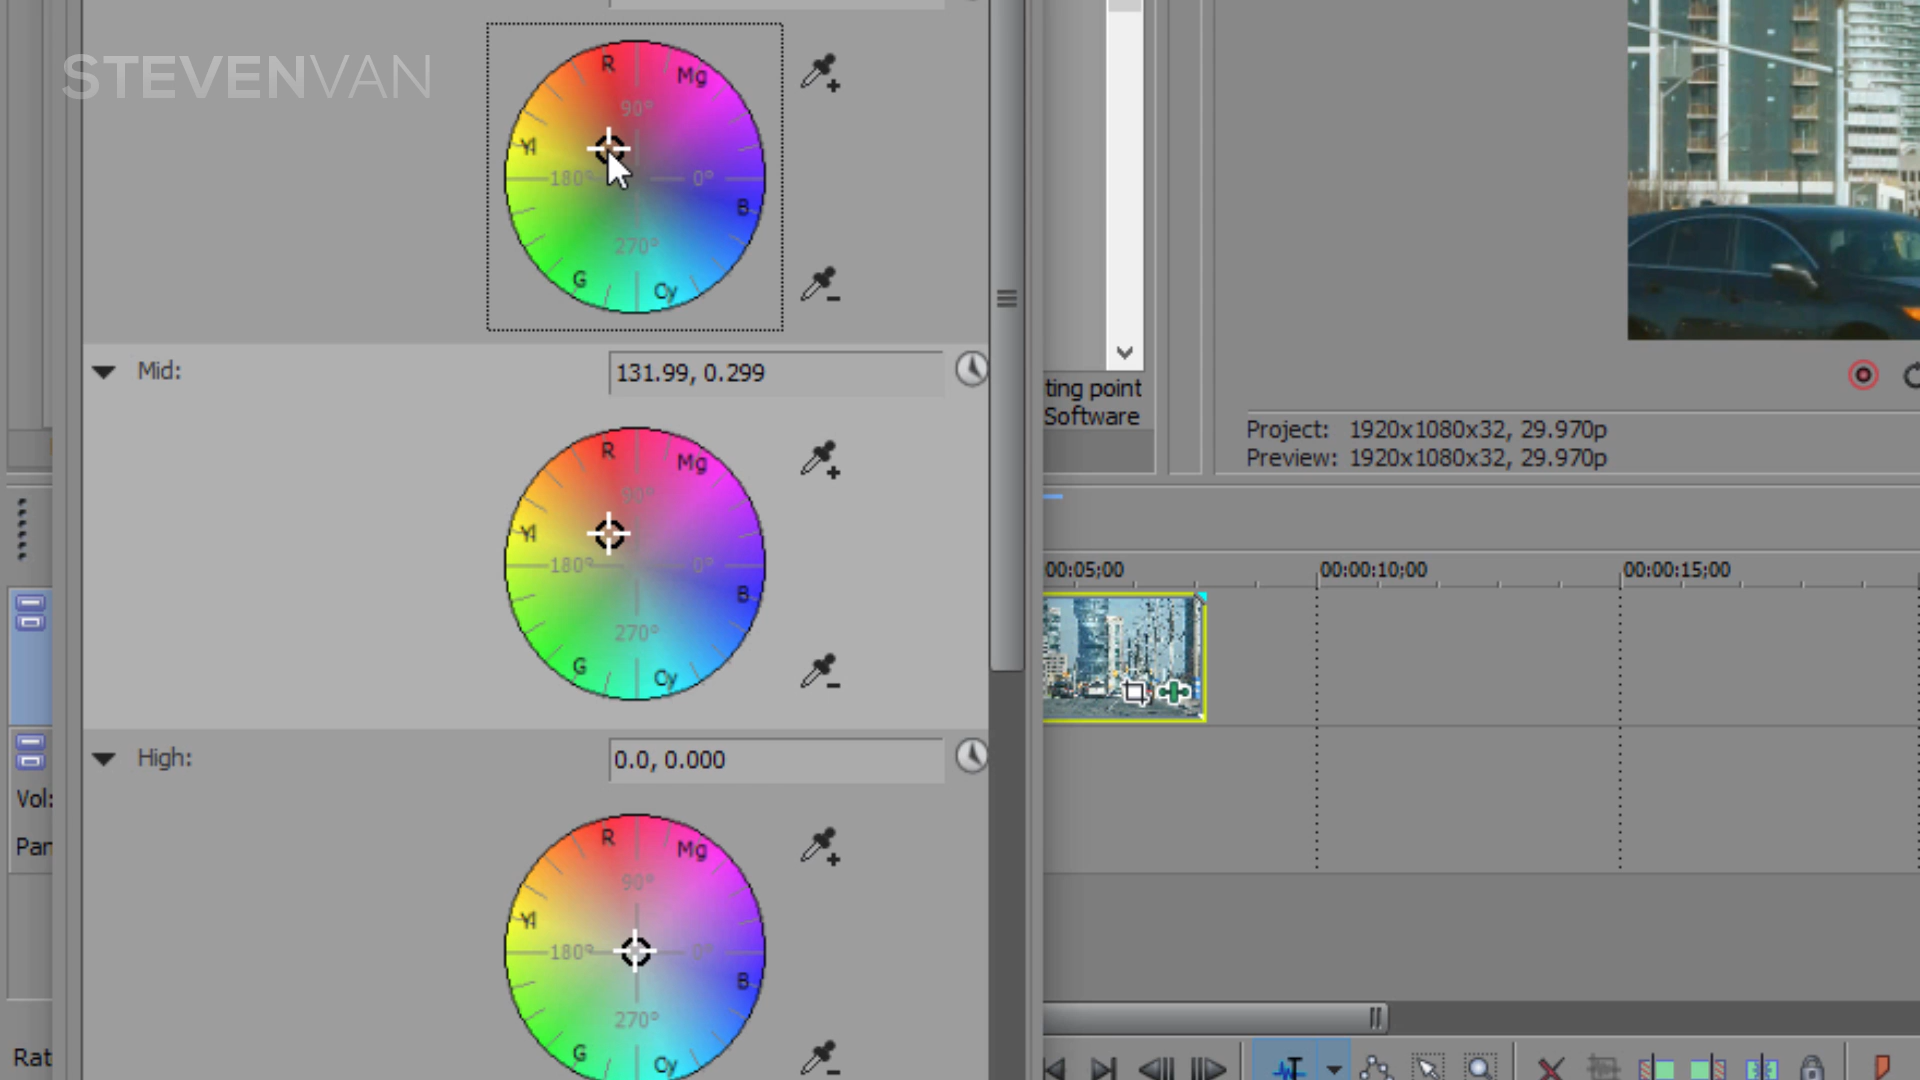 STEVENVAN
R
Mg
90°
Yl
180°
0°
B
270°
G
Cy
Mid:
131.99, 0.299
R
Mg
90°
Yl
180°
0°
B
270°
G
Cy
High:
0.0, 0.000
R
Mg
90°
Yl
180°
0°
B
270°
G
Cy
ting point
Software
Project: 1920x1080x32, 29.970p
Preview: 1920x1080x32, 29.970p
00:05;00
00:00:10;00
00:00:15;00
Vol:
Pan
Rat